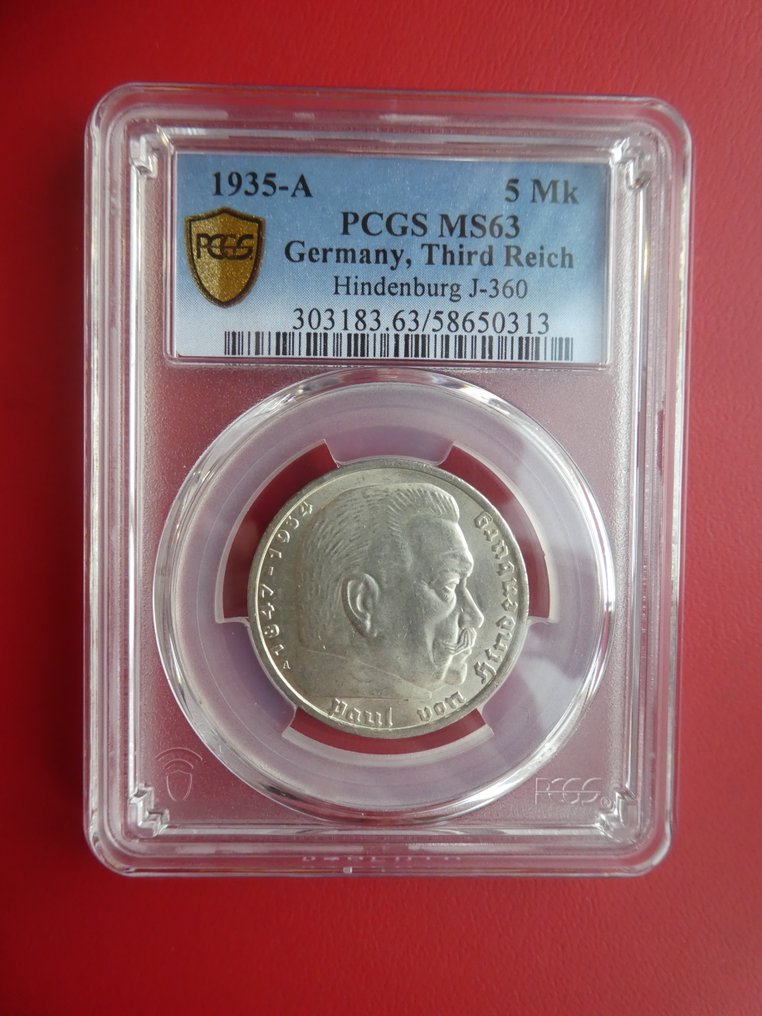 1935-A 5 Mk
PCGS MS63
PCGS
Germany, Third Reich
Hindenburg J-360
303183.63/58650313
1847-1934
A
Paul von Hindenburg
PCGS